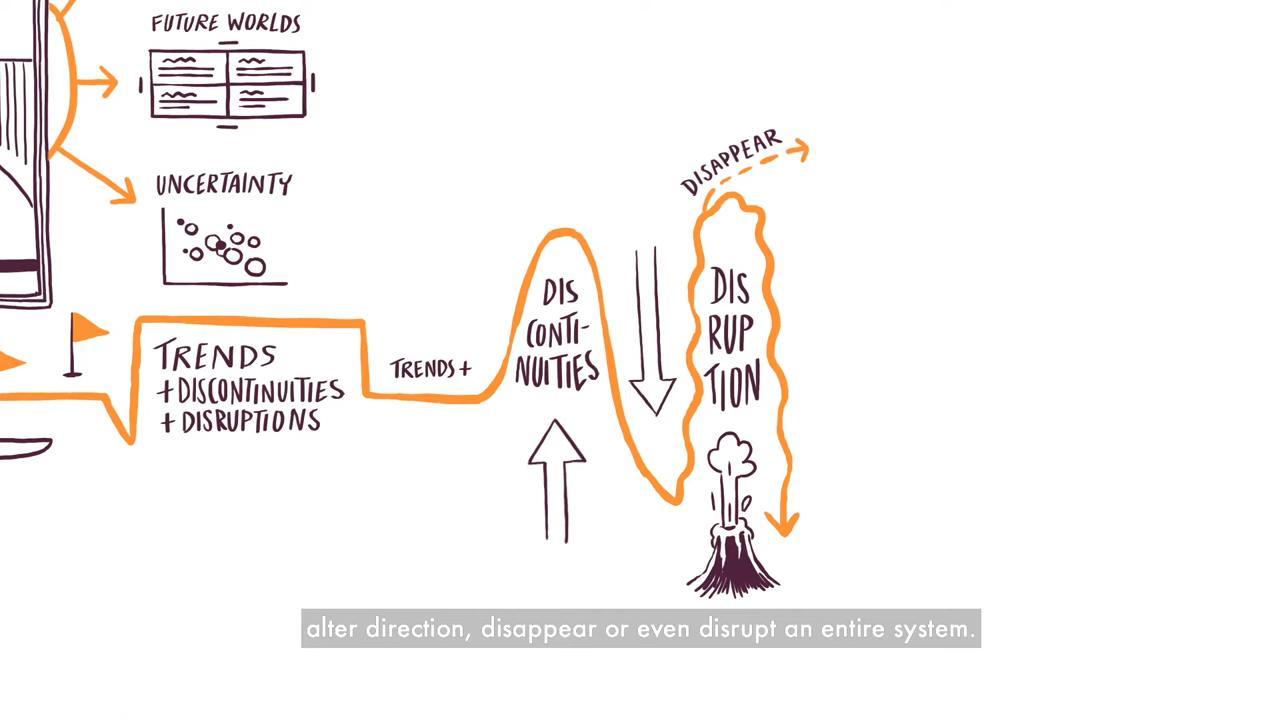 FUTURE WORLDS
UNCERTAINTY
TRENDS
+ DISCONTINUITIES
+ DISRUPTIONS
TRENDS +
DIS
CONTI-
NUITIES
DISAPPEAR
DIS
RUP
TION
alter direction, disappear or even disrupt an entire system.